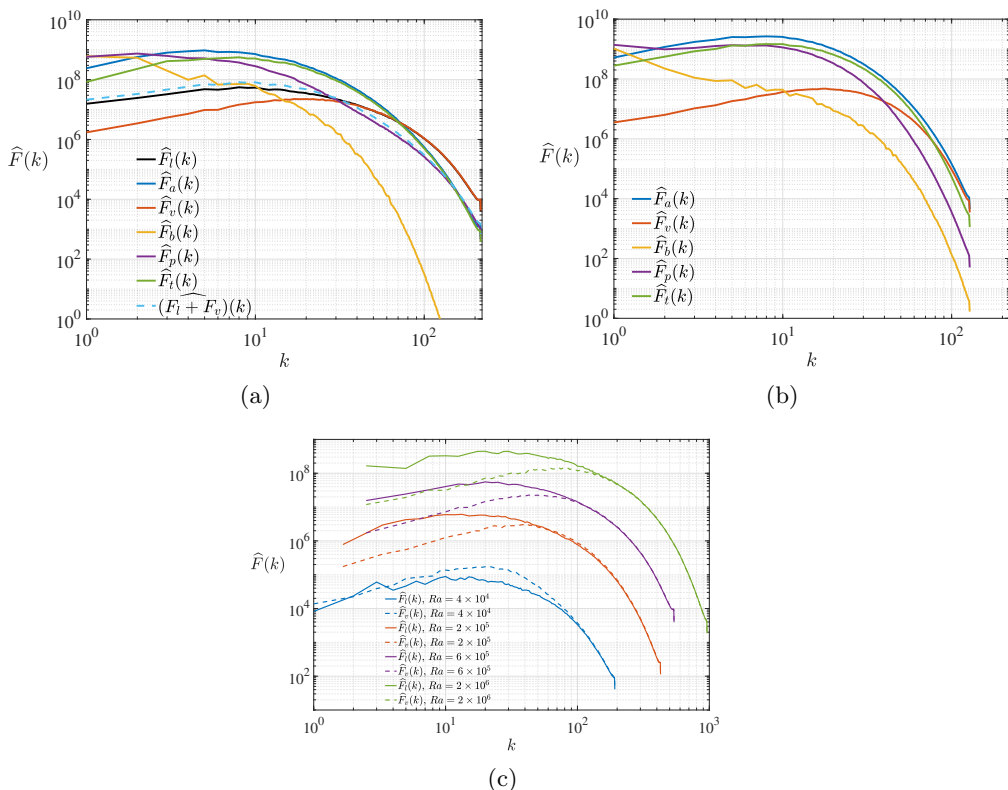 10^10
10^8
10^6
10^4
10^2
10^0
F̂(k)
F̂_l(k)
F̂_a(k)
F̂_v(k)
F̂_b(k)
F̂_p(k)
F̂_t(k)
(F_l + F_v)^(k)
10^0 10^1 10^2
k
(a)
10^10
10^8
10^6
10^4
10^2
10^0
F̂(k)
F̂_a(k)
F̂_v(k)
F̂_b(k)
F̂_p(k)
F̂_t(k)
10^0 10^1 10^2
k
(b)
10^8
10^6
10^4
10^2
F̂(k)
F̂_l(k), Ra = 4 × 10^4
F̂_v(k), Ra = 4 × 10^4
F̂_l(k), Ra = 2 × 10^5
F̂_v(k), Ra = 2 × 10^5
F̂_l(k), Ra = 6 × 10^5
F̂_v(k), Ra = 6 × 10^5
F̂_l(k), Ra = 2 × 10^6
F̂_v(k), Ra = 2 × 10^6
10^0 10^1 10^2 10^3
k
(c)